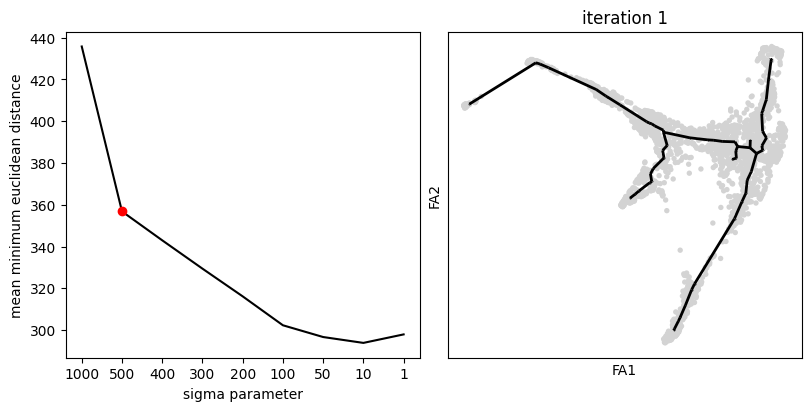 iteration 1
mean minimum euclidean distance
440
420
400
380
360
340
320
300
1000 500 400 300 200 100 50 10 1
sigma parameter
FA2
FA1